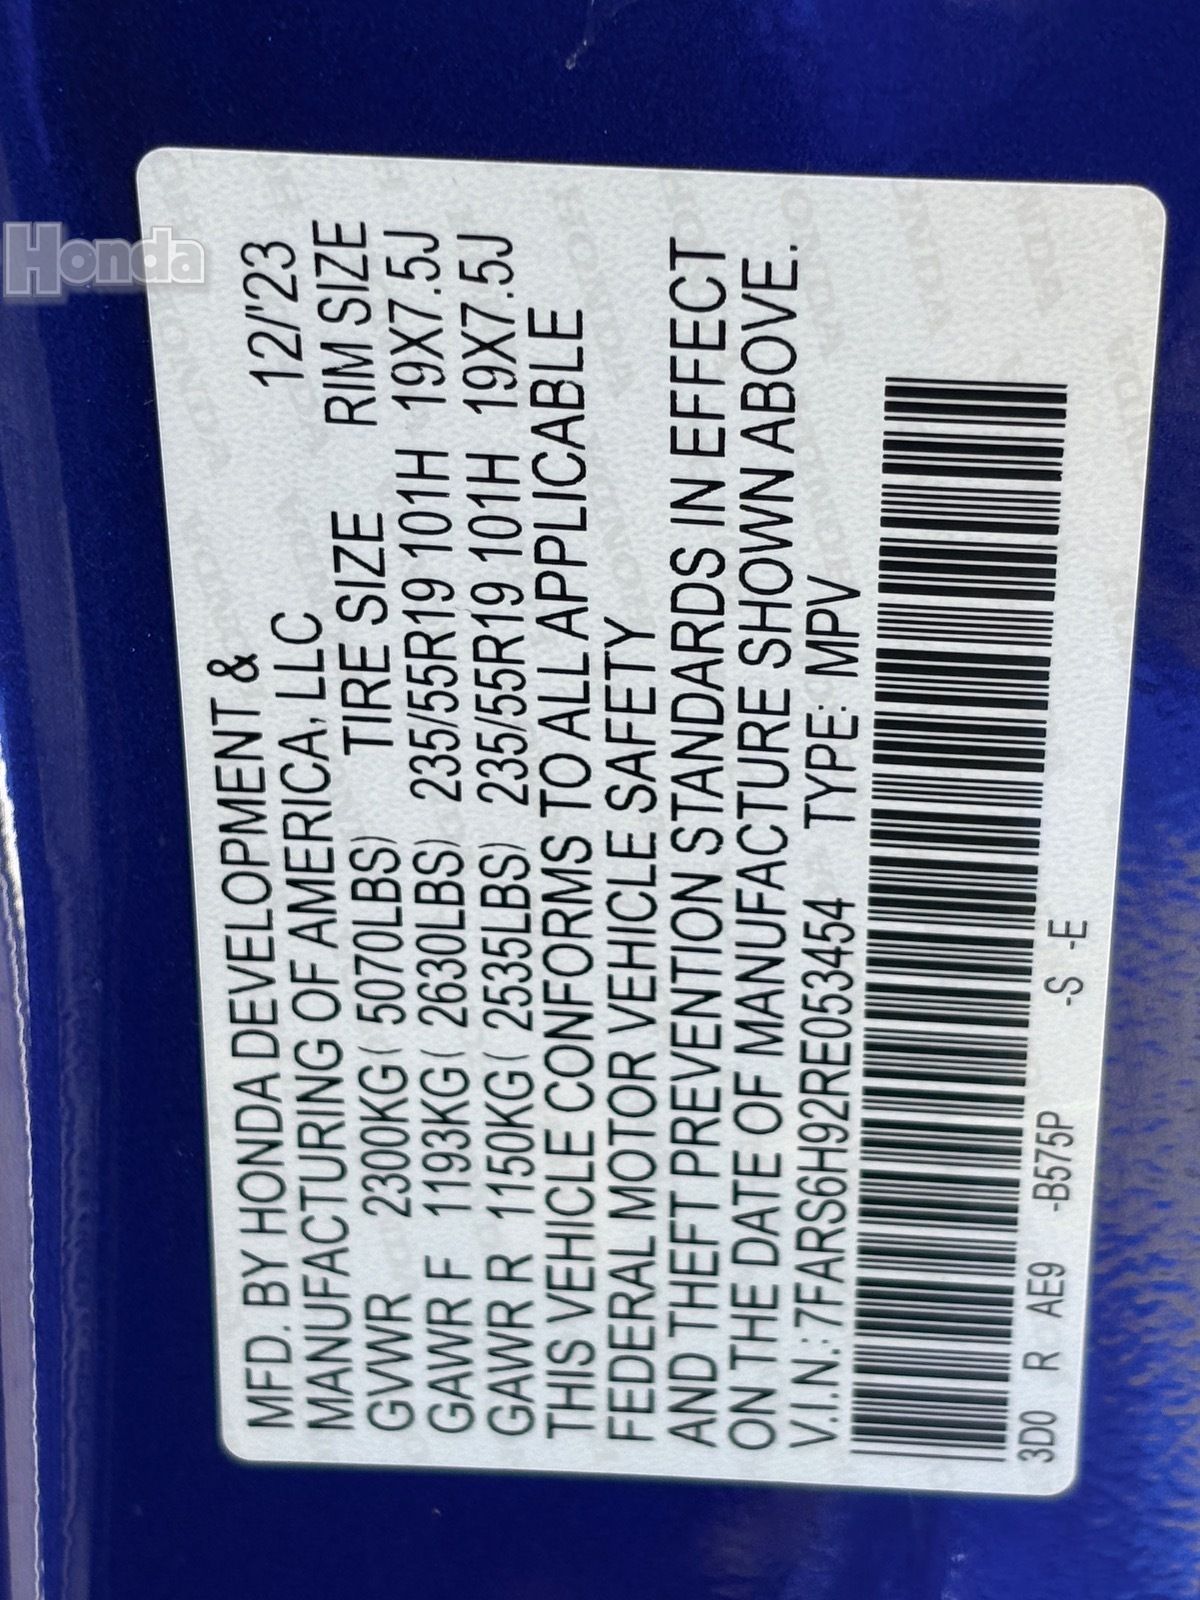 Honda
MFD. BY HONDA DEVELOPMENT &
MANUFACTURING OF AMERICA, LLC 12/'23
GVWR 2300KG( 5070LBS) TIRE SIZE RIM SIZE
GAWR F 1193KG( 2630LBS) 235/55R19 101H 19X7.5J
GAWR R 1150KG( 2535LBS) 235/55R19 101H 19X7.5J
THIS VEHICLE CONFORMS TO ALL APPLICABLE
FEDERAL MOTOR VEHICLE SAFETY
AND THEFT PREVENTION STANDARDS IN EFFECT
ON THE DATE OF MANUFACTURE SHOWN ABOVE.
V.I.N.:7FARS6H92RE053454 TYPE: MPV
3D0 R AE9 -B575P -S -E